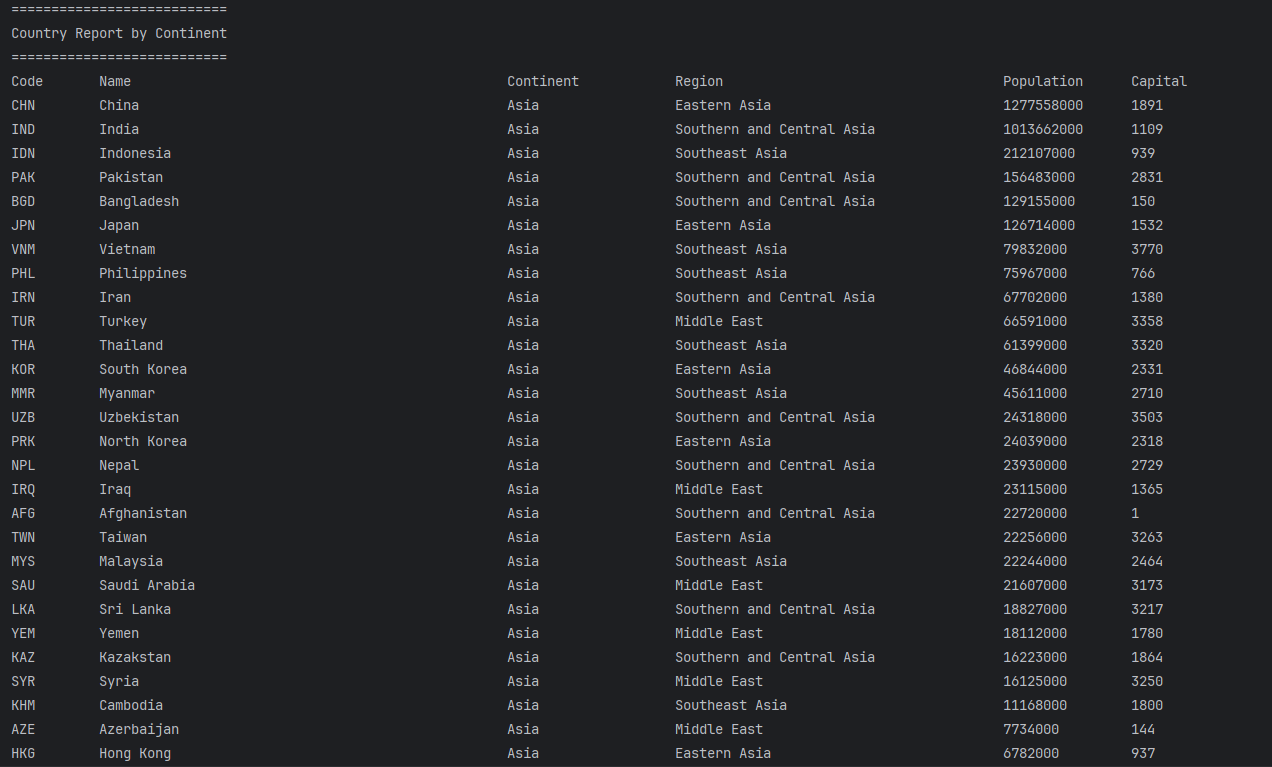 ===========================
Country Report by Continent
===========================
Code Name Continent Region Population Capital
CHN China Asia Eastern Asia 1277558000 1891
IND India Asia Southern and Central Asia 1013662000 1109
IDN Indonesia Asia Southeast Asia 212107000 939
PAK Pakistan Asia Southern and Central Asia 156483000 2831
BGD Bangladesh Asia Southern and Central Asia 129155000 150
JPN Japan Asia Eastern Asia 126714000 1532
VNM Vietnam Asia Southeast Asia 79832000 3770
PHL Philippines Asia Southeast Asia 75967000 766
IRN Iran Asia Southern and Central Asia 67702000 1380
TUR Turkey Asia Middle East 66591000 3358
THA Thailand Asia Southeast Asia 61399000 3320
KOR South Korea Asia Eastern Asia 46844000 2331
MMR Myanmar Asia Southeast Asia 45611000 2710
UZB Uzbekistan Asia Southern and Central Asia 24318000 3503
PRK North Korea Asia Eastern Asia 24039000 2318
NPL Nepal Asia Southern and Central Asia 23930000 2729
IRQ Iraq Asia Middle East 23115000 1365
AFG Afghanistan Asia Southern and Central Asia 22720000 1
TWN Taiwan Asia Eastern Asia 22256000 3263
MYS Malaysia Asia Southeast Asia 22244000 2464
SAU Saudi Arabia Asia Middle East 21607000 3173
LKA Sri Lanka Asia Southern and Central Asia 18827000 3217
YEM Yemen Asia Middle East 18112000 1780
KAZ Kazakstan Asia Southern and Central Asia 16223000 1864
SYR Syria Asia Middle East 16125000 3250
KHM Cambodia Asia Southeast Asia 11168000 1800
AZE Azerbaijan Asia Middle East 7734000 144
HKG Hong Kong Asia Eastern Asia 6782000 937